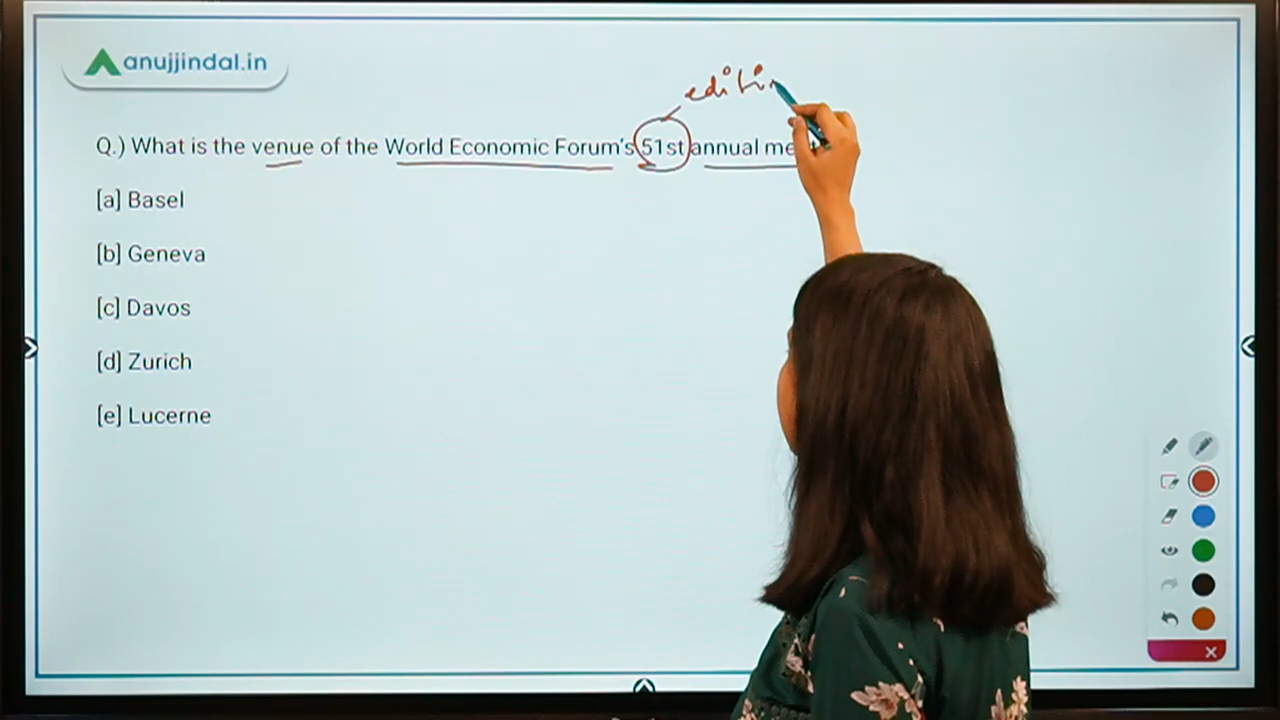 anujjindal.in
editi
Q.) What is the venue of the World Economic Forum's 51st annual me
[a] Basel
[b] Geneva
[c] Davos
[d] Zurich
[e] Lucerne